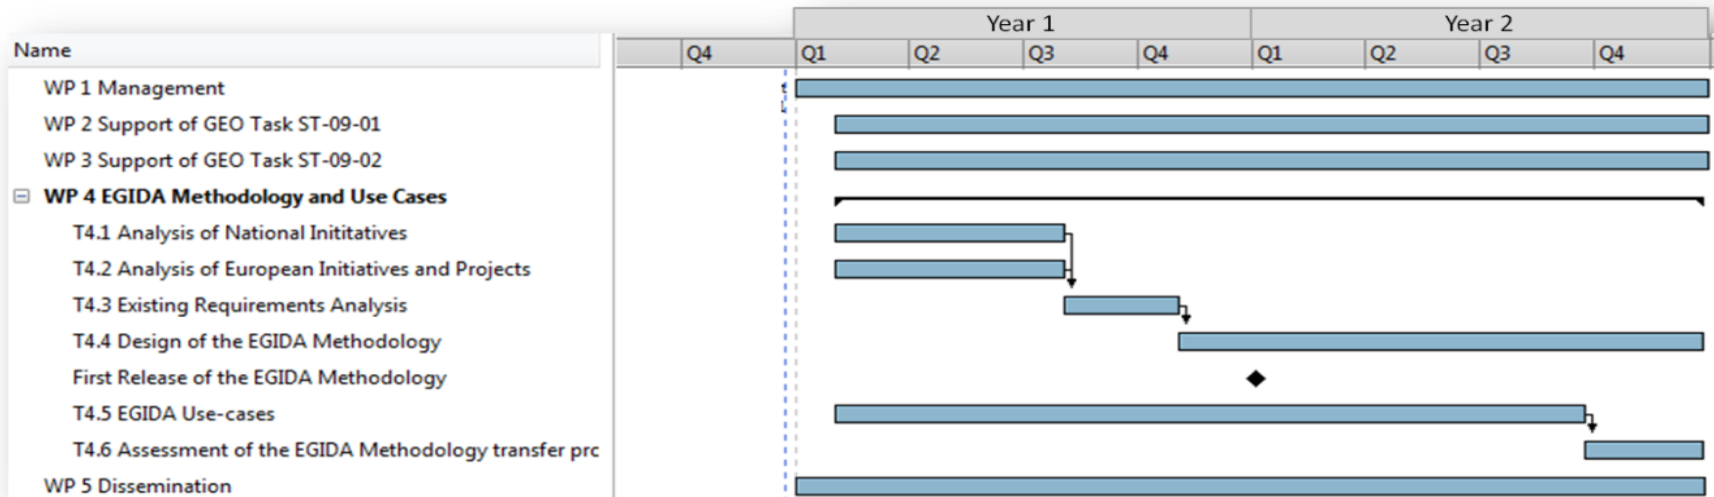 Year 1 Year 2
Name Q4 Q1 Q2 Q3 Q4 Q1 Q2 Q3 Q4
WP 1 Management
WP 2 Support of GEO Task ST-09-01
WP 3 Support of GEO Task ST-09-02
WP 4 EGIDA Methodology and Use Cases
T4.1 Analysis of National Inititatives
T4.2 Analysis of European Initiatives and Projects
T4.3 Existing Requirements Analysis
T4.4 Design of the EGIDA Methodology
First Release of the EGIDA Methodology
T4.5 EGIDA Use-cases
T4.6 Assessment of the EGIDA Methodology transfer prc
WP 5 Dissemination